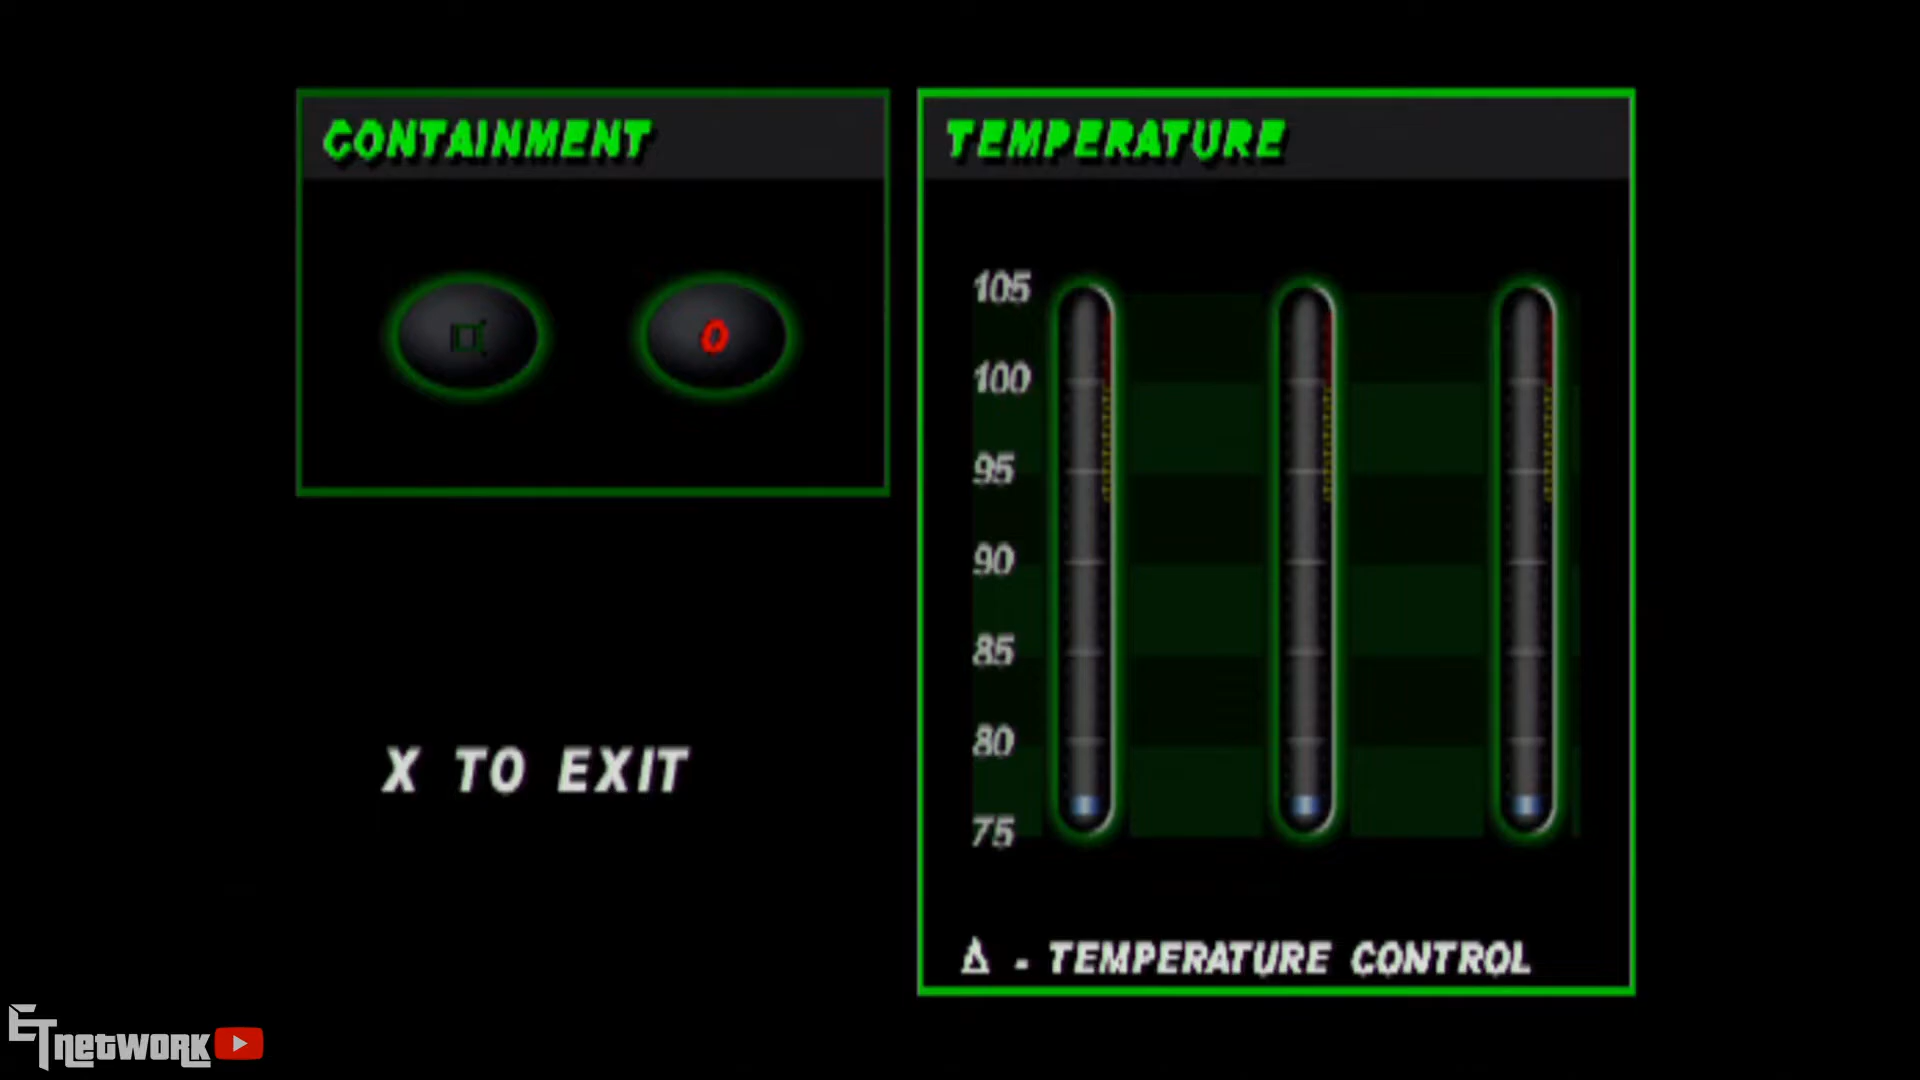 CONTAINMENT
O
X TO EXIT
TEMPERATURE
105
100
95
90
85
80
75
Δ - TEMPERATURE CONTROL
ETnetwork